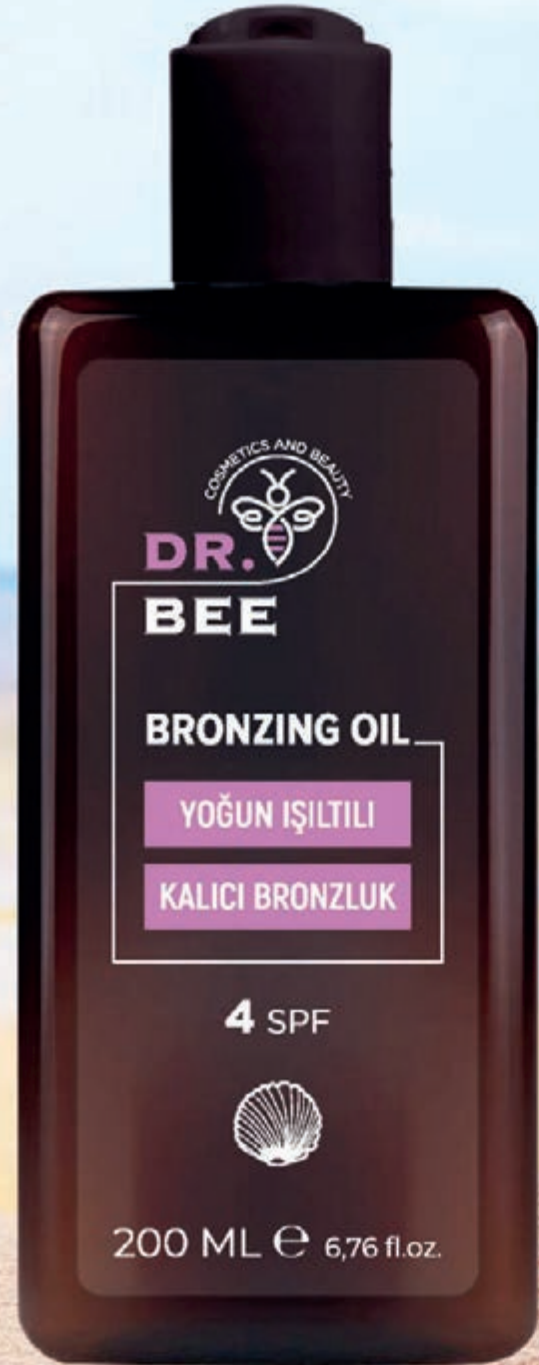 COSMETICS AND BEAUTY
DR.
BEE
BRONZING OIL
YOĞUN IŞILTILI
KALICI BRONZLUK
4 SPF
200 ML ℮ 6,76 fl.oz.